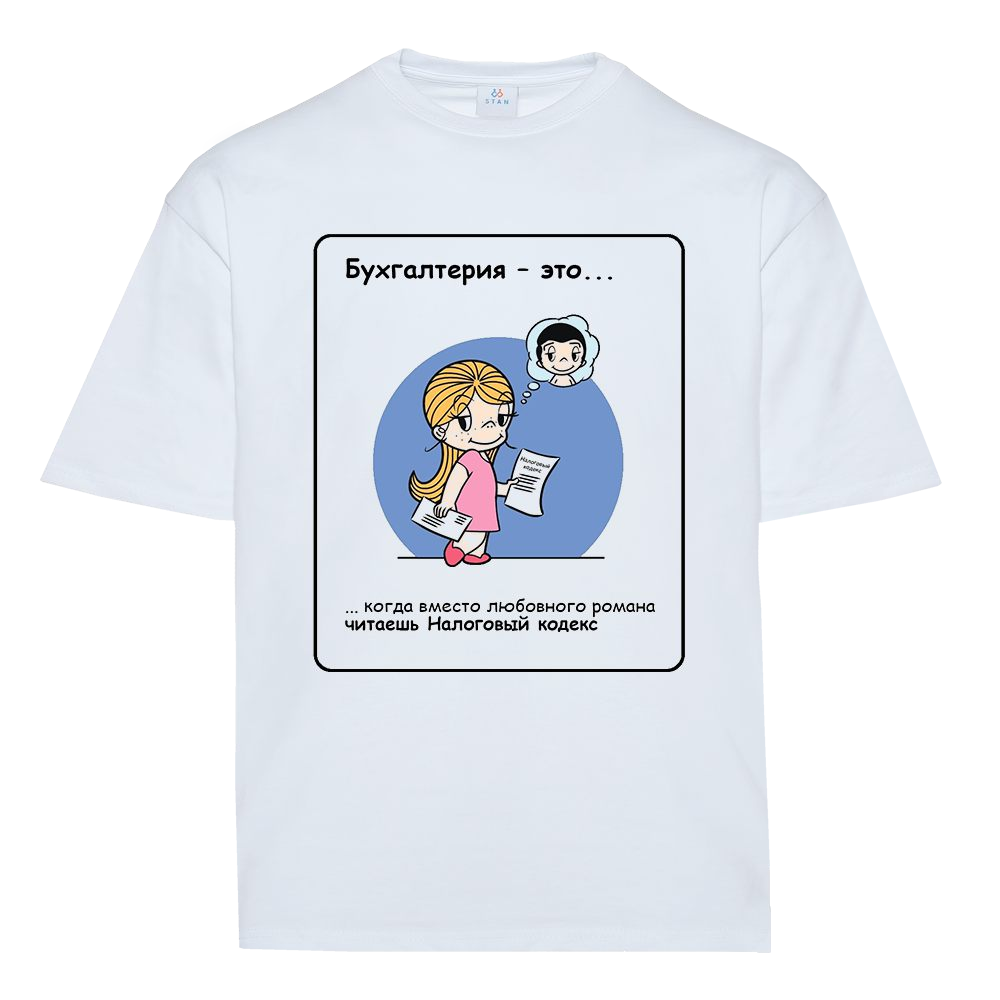 STAN
Бухгалтерия – это...
Налоговый
кодекс
... когда вместо любовного романа
читаешь Налоговый кодекс